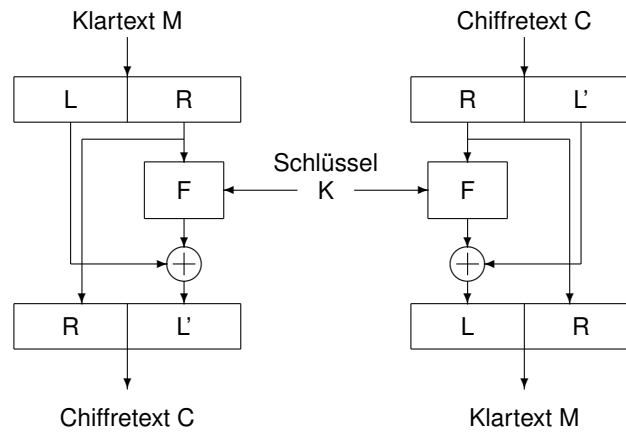 Klartext M
Chiffretext C
L R
R L'
Schlüssel
F K F
R L'
L R
Chiffretext C
Klartext M